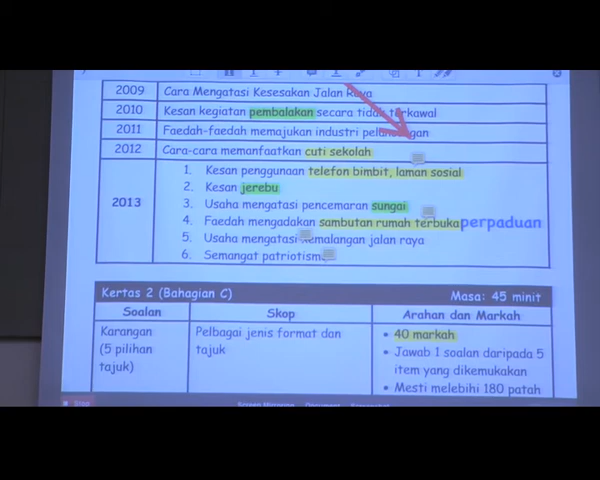 2009 Cara Mengatasi Kesesakan Jalan Raya
2010 Kesan kegiatan pembalakan secara tidak terkawal
2011 Faedah-faedah memajukan industri pelancongan
2012 Cara-cara memanfaatkan cuti sekolah
2013
1. Kesan penggunaan telefon bimbit, laman sosial
2. Kesan jerebu
3. Usaha mengatasi pencemaran sungai
4. Faedah mengadakan sambutan rumah terbuka perpaduan
5. Usaha mengatasi kemalangan jalan raya
6. Semangat patriotisme
Kertas 2 (Bahagian C) Masa: 45 minit
Soalan Skop Arahan dan Markah
Karangan
(5 pilihan
tajuk)
Pelbagai jenis format dan
tajuk
• 40 markah
• Jawab 1 soalan daripada 5
item yang dikemukakan
• Mesti melebihi 180 patah
Stop
Screen Mirroring Document